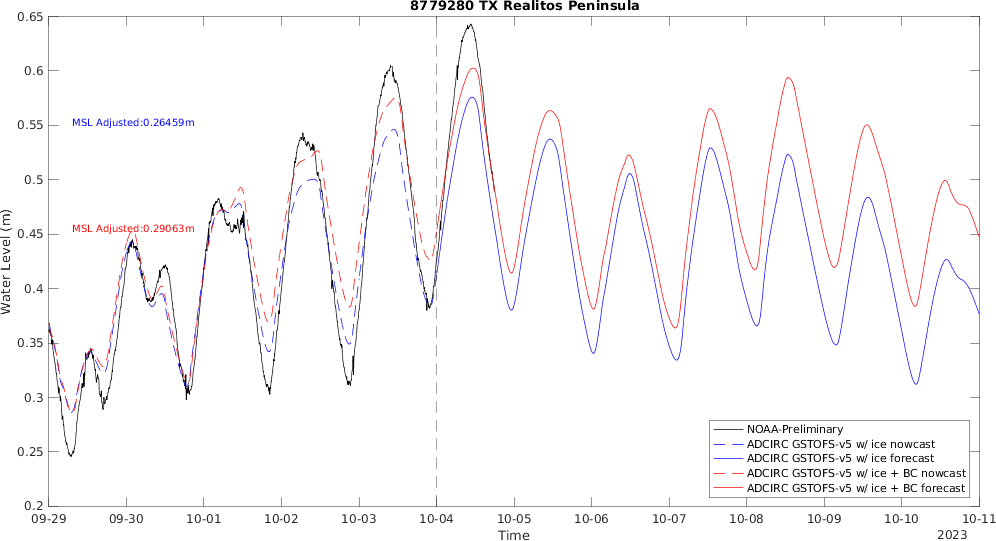 8779280 TX Realitos Peninsula
0.65
0.6
0.55
0.5
0.45
0.4
0.35
0.3
0.25
0.2
Water Level (m)
MSL Adjusted:0.26459m
MSL Adjusted:0.29063m
NOAA-Preliminary
ADCIRC GSTOFS-v5 w/ ice nowcast
ADCIRC GSTOFS-v5 w/ ice forecast
ADCIRC GSTOFS-v5 w/ ice + BC nowcast
ADCIRC GSTOFS-v5 w/ ice + BC forecast
09-29 09-30 10-01 10-02 10-03 10-04 10-05 10-06 10-07 10-08 10-09 10-10 10-11
Time
2023